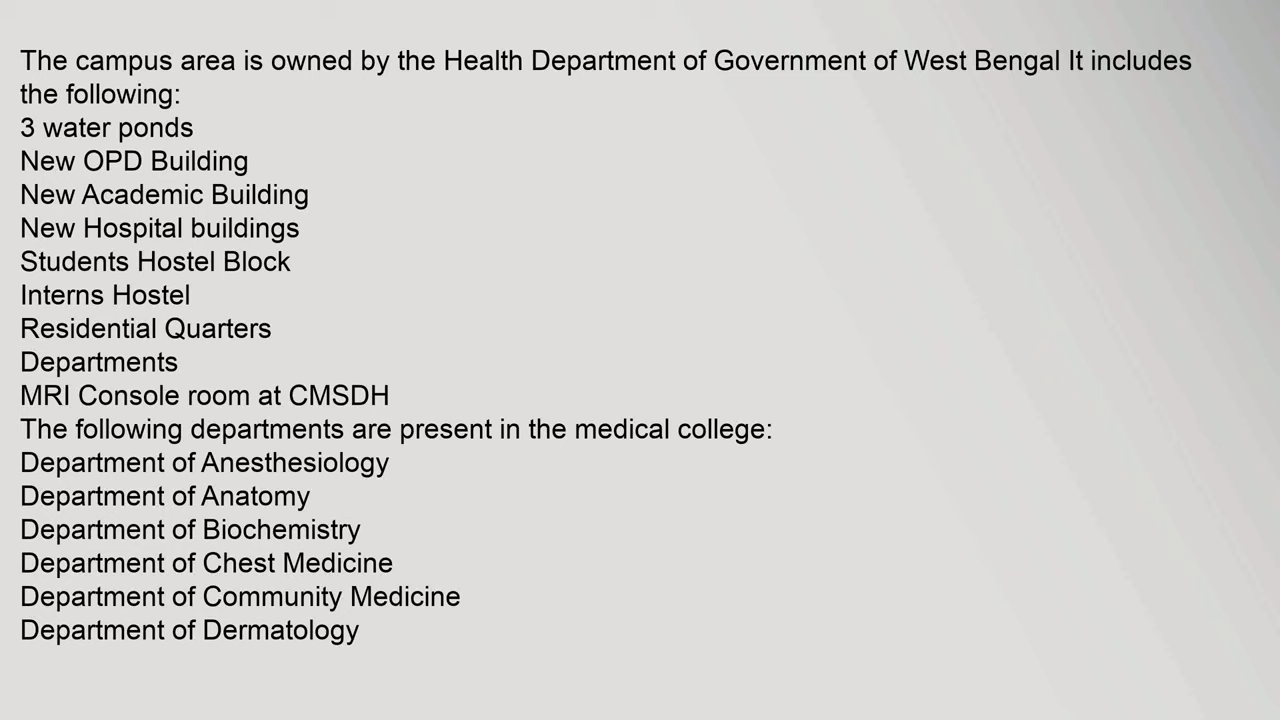 The campus area is owned by the Health Department of Government of West Bengal It includes
the following:
3 water ponds
New OPD Building
New Academic Building
New Hospital buildings
Students Hostel Block
Interns Hostel
Residential Quarters
Departments
MRI Console room at CMSDH
The following departments are present in the medical college:
Department of Anesthesiology
Department of Anatomy
Department of Biochemistry
Department of Chest Medicine
Department of Community Medicine
Department of Dermatology